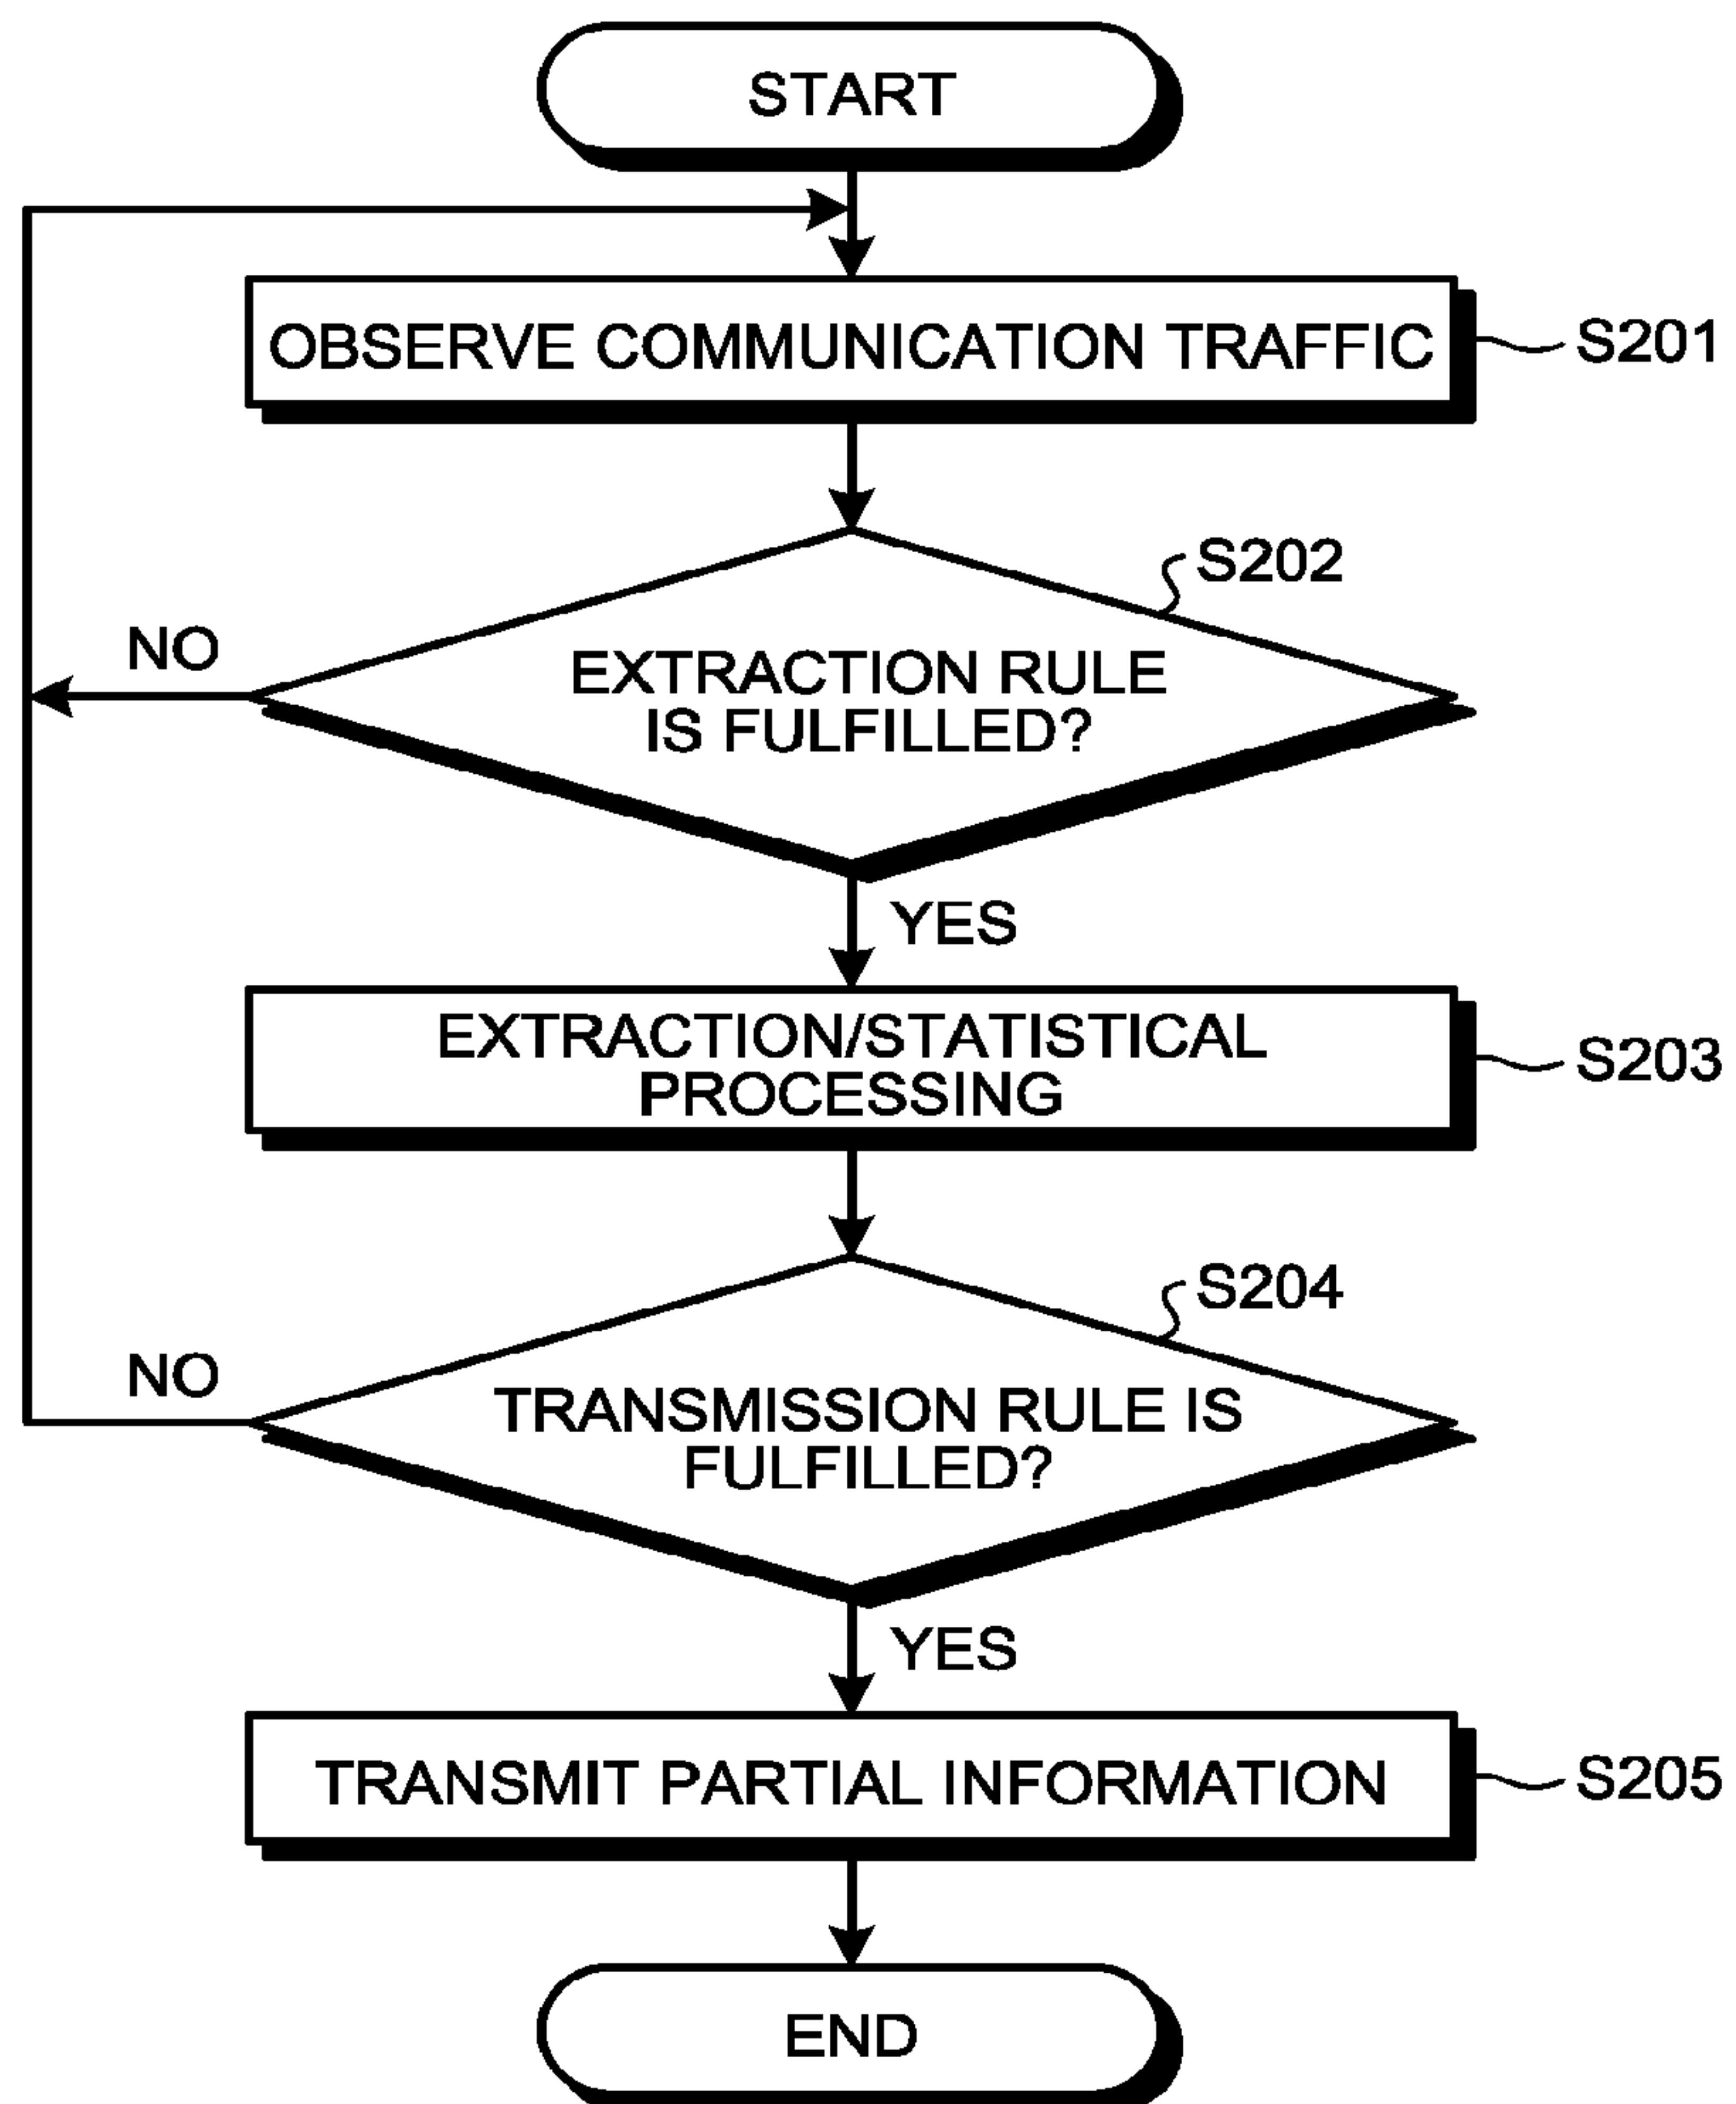 START
OBSERVE COMMUNICATION TRAFFIC
S201
S202
NO
EXTRACTION RULE
IS FULFILLED?
YES
EXTRACTION/STATISTICAL
PROCESSING
S203
S204
NO
TRANSMISSION RULE IS
FULFILLED?
YES
TRANSMIT PARTIAL INFORMATION
S205
END